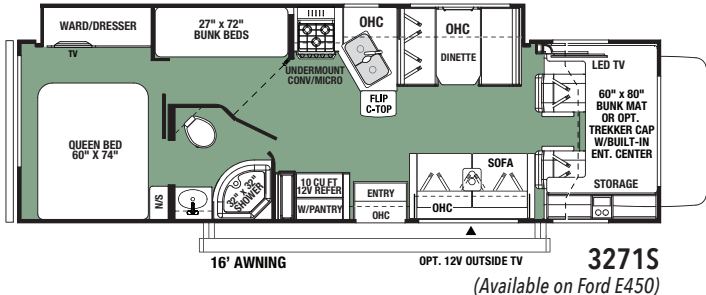 WARD/DRESSER
TV
27" x 72"
BUNK BEDS
UNDERMOUNT
CONV/MICRO
OHC
FLIP
C-TOP
OHC
DINETTE
LED TV
60" x 80"
BUNK MAT
OR OPT.
TREKKER CAP
W/BUILT-IN
ENT. CENTER
STORAGE
QUEEN BED
60" X 74"
N/S
32" X 32"
SHOWER
10 CU FT
12V REFER
W/PANTRY
ENTRY
OHC
SOFA
OHC
16' AWNING
OPT. 12V OUTSIDE TV
3271S
(Available on Ford E450)